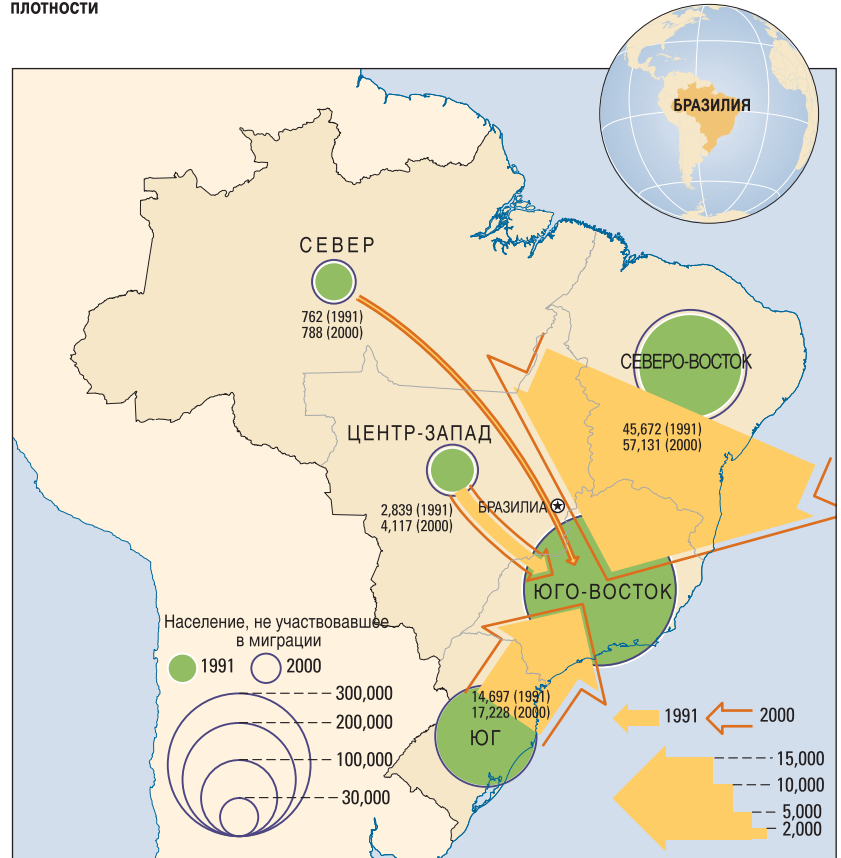 ПЛОТНОСТИ
БРАЗИЛИЯ
СЕВЕР
762 (1991)
788 (2000)
СЕВЕРО-ВОСТОК
45,672 (1991)
57,131 (2000)
ЦЕНТР-ЗАПАД
2,839 (1991)
4,117 (2000)
БРАЗИЛИА
ЮГО-ВОСТОК
Население, не участвовавшее
в миграции
1991
2000
300,000
200,000
100,000
30,000
14,697 (1991)
17,228 (2000)
ЮГ
1991
2000
15,000
10,000
5,000
2,000